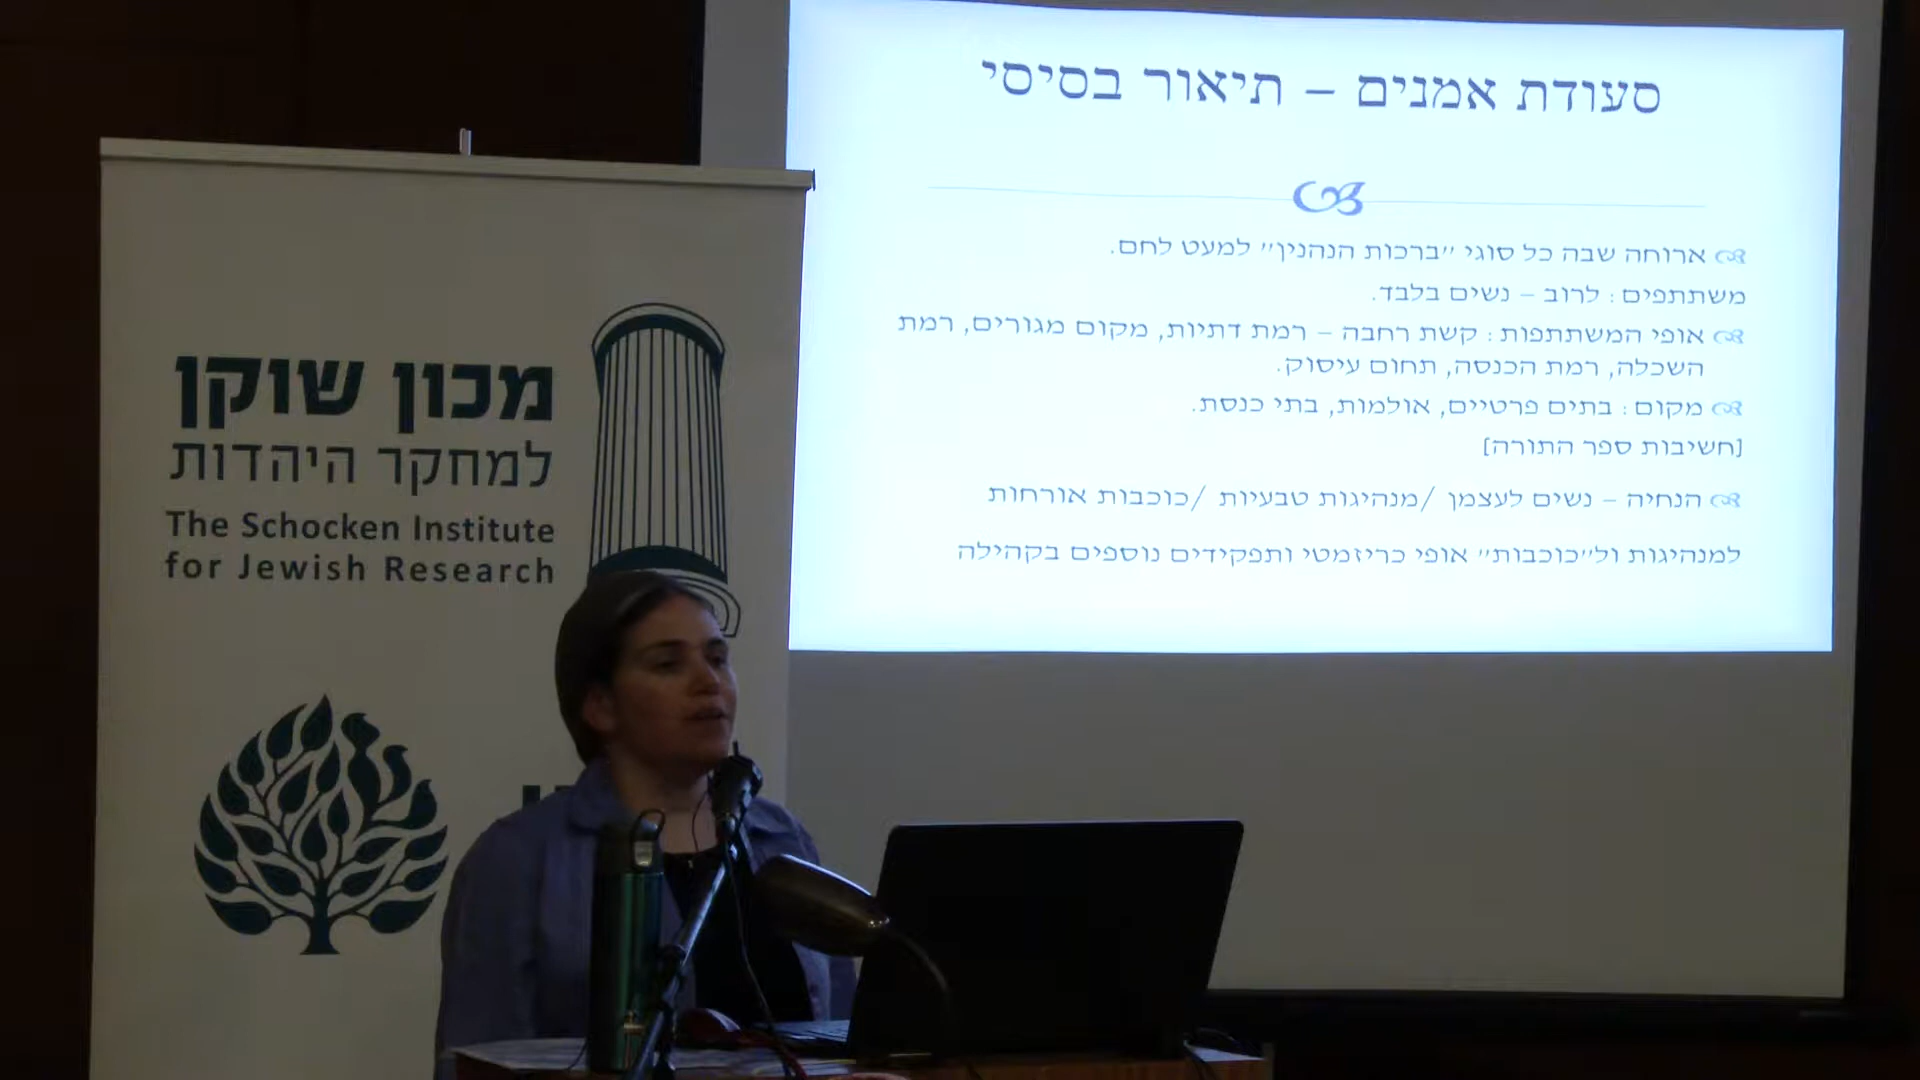 סעודת אמנים – תיאור בסיסי
ארוחה שבה כל סוגי "ברכות הנהנין" למעט לחם.
משתתפים: לרוב – נשים בלבד.
אופי המשתתפות: קשת רחבה – רמת דתיות, מקום מגורים, רמת
השכלה, רמת הכנסה, תחום עיסוק.
מקום: בתים פרטיים, אולמות, בתי כנסת.
[חשיבות ספר התורה]
הנחיה – נשים לעצמן /מנהיגות טבעיות /כוכבות אורחות
למנהיגות ול"כוכבות" אופי כריזמטי ותפקידים נוספים בקהילה
מכון שוקן
למחקר היהדות
The Schocken Institute
for Jewish Research